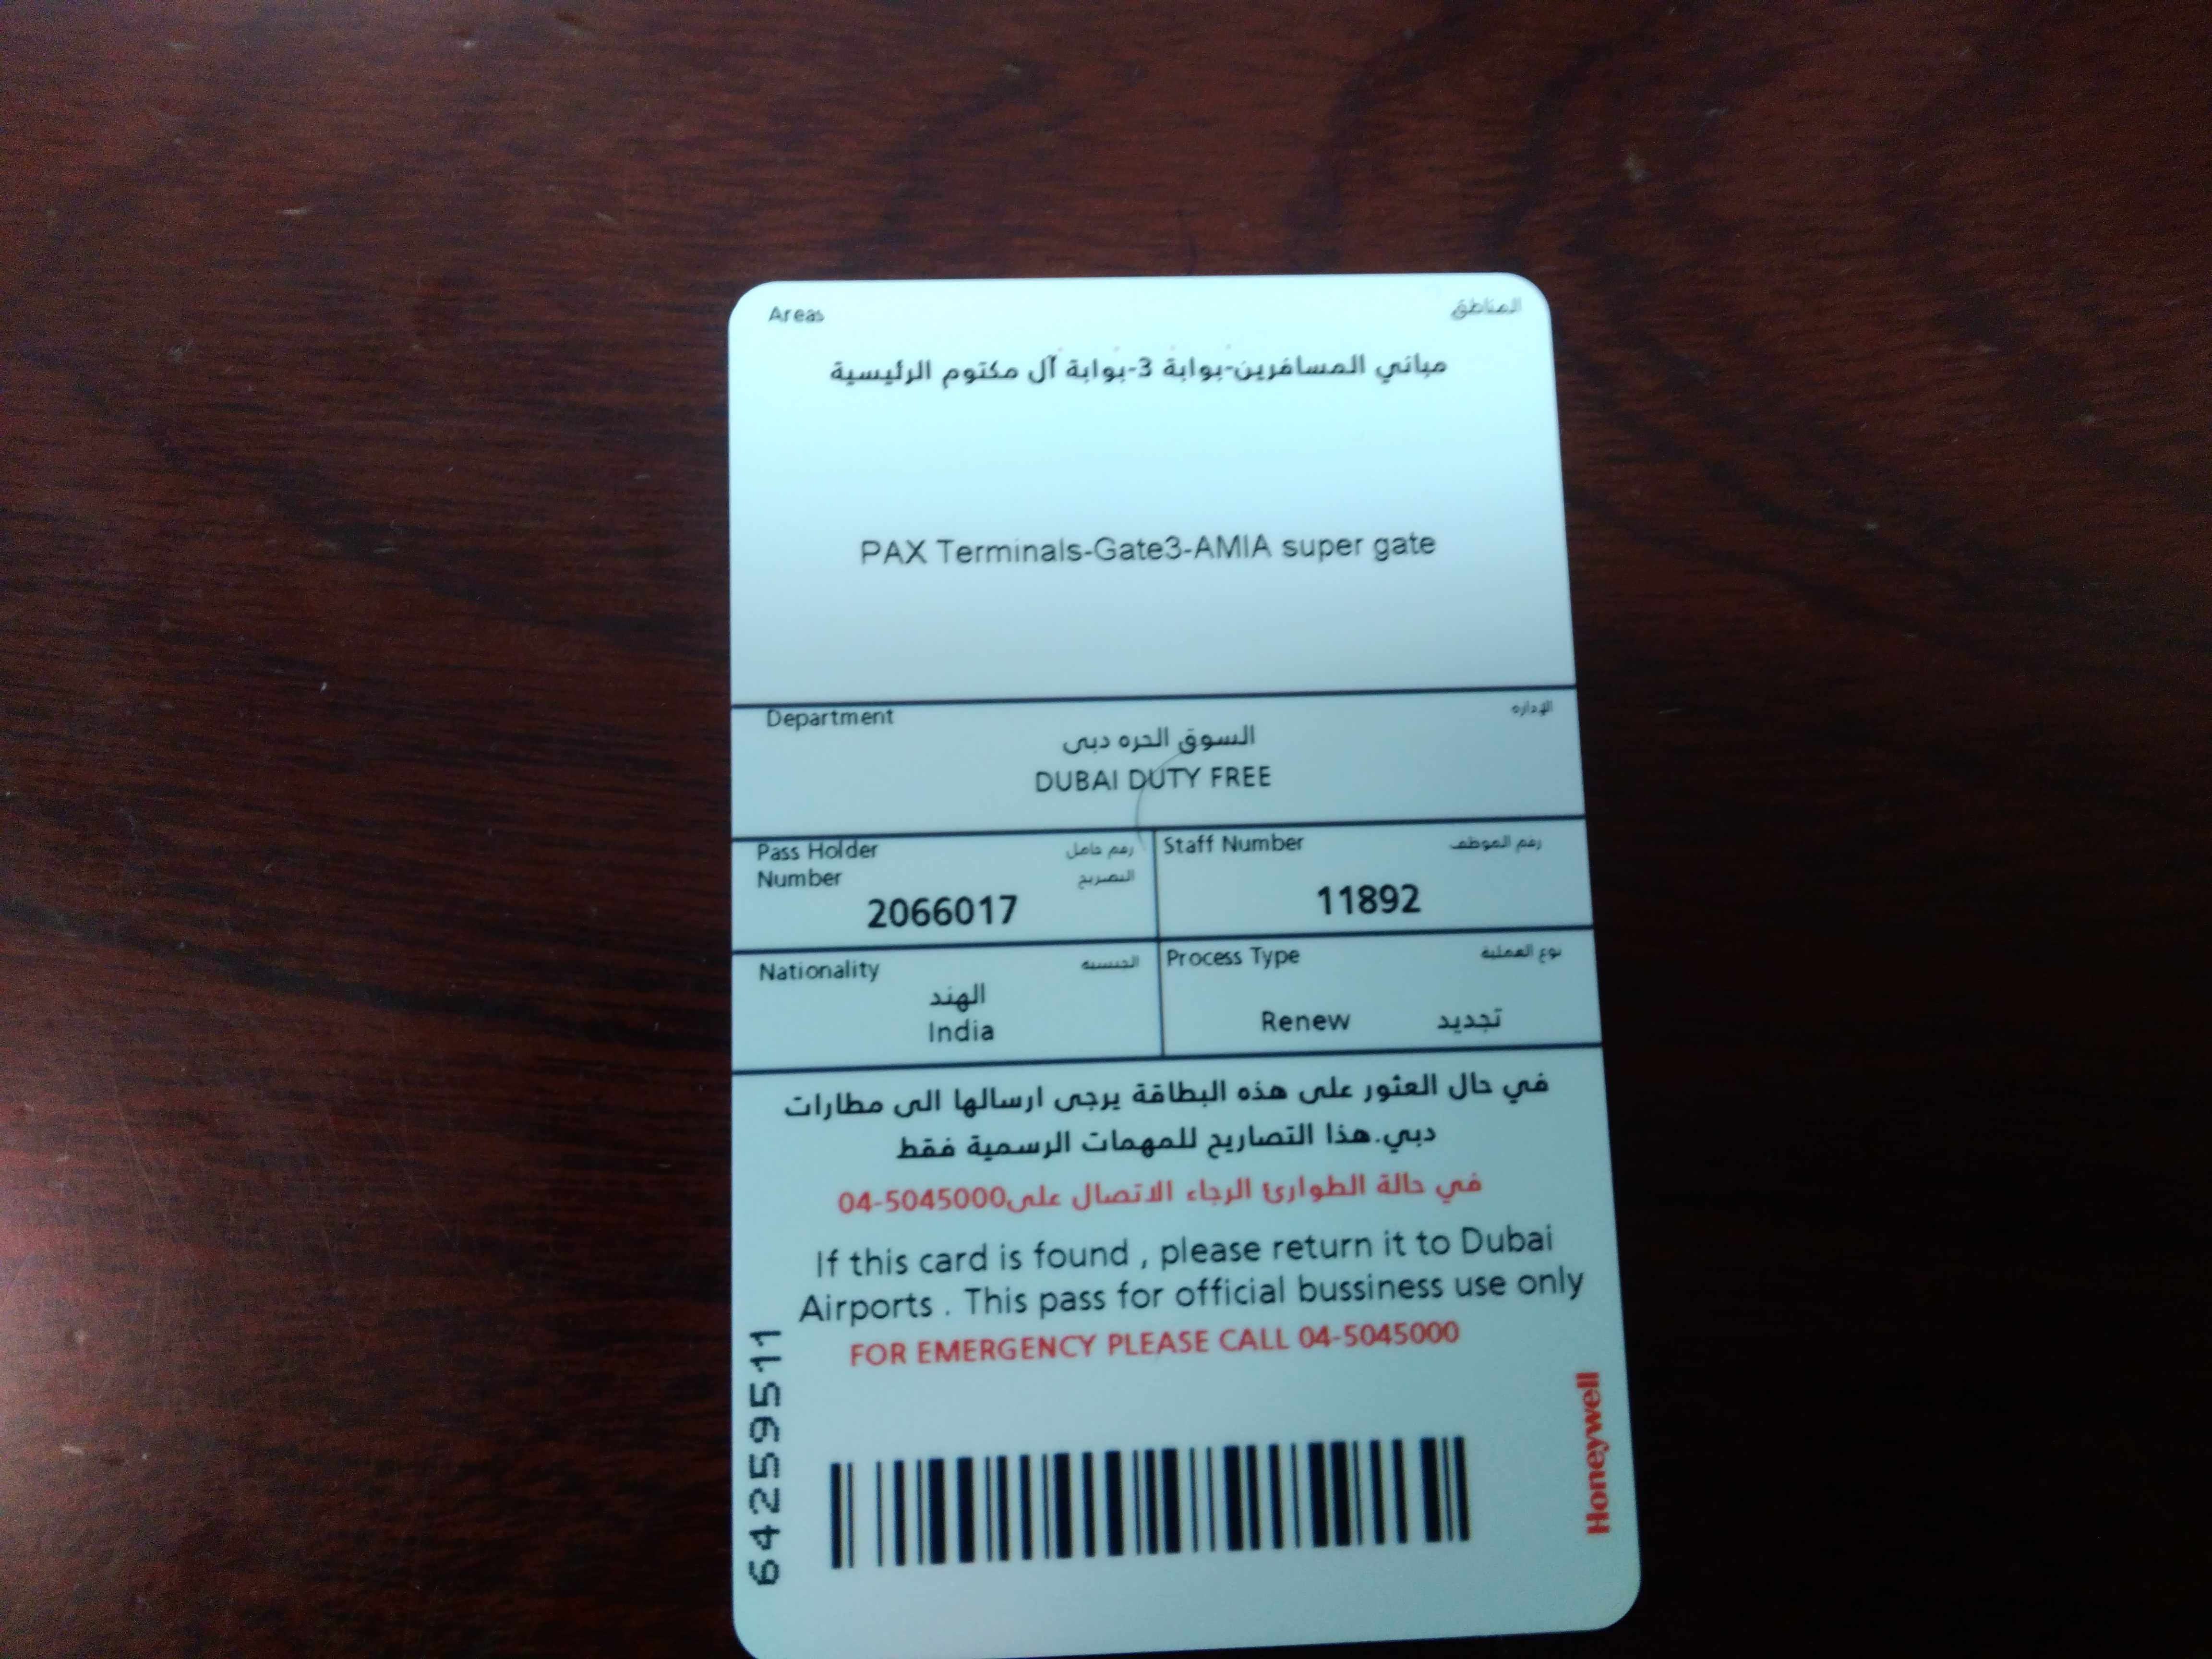 Areas المناطق
مباني المسافرين-بوابة 3-بوابة آل مكتوم الرئيسية
PAX Terminals-Gate3-AMIA super gate
Department الإداره
السوق الحره دبى
DUBAI DUTY FREE
Pass Holder رقم حامل
Number التصريح
2066017
Staff Number رقم الموظف
11892
Nationality الجنسيه
الهند
India
Process Type نوع العملية
Renew تجديد
في حال العثور على هذه البطاقة يرجى ارسالها الى مطارات
دبي.هذا التصاريح للمهمات الرسمية فقط
في حالة الطوارئ الرجاء الاتصال على04-5045000
If this card is found , please return it to Dubai
Airports . This pass for official bussiness use only
FOR EMERGENCY PLEASE CALL 04-5045000
64259511
Honeywell